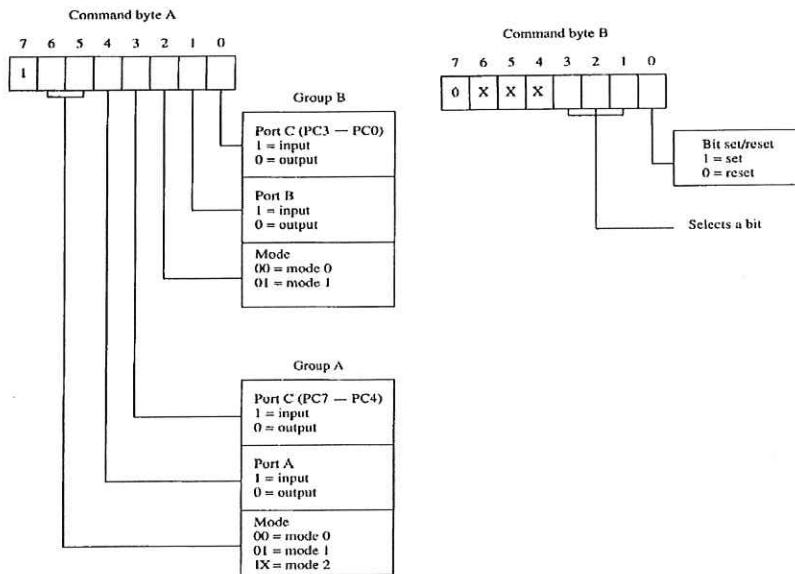 Command byte A
7 6 5 4 3 2 1 0
1
Group B
Port C (PC3 — PC0)
1 = input
0 = output
Port B
1 = input
0 = output
Mode
00 = mode 0
01 = mode 1
Group A
Port C (PC7 — PC4)
1 = input
0 = output
Port A
1 = input
0 = output
Mode
00 = mode 0
01 = mode 1
1X = mode 2
Command byte B
7 6 5 4 3 2 1 0
0 X X X
Bit set/reset
1 = set
0 = reset
Selects a bit